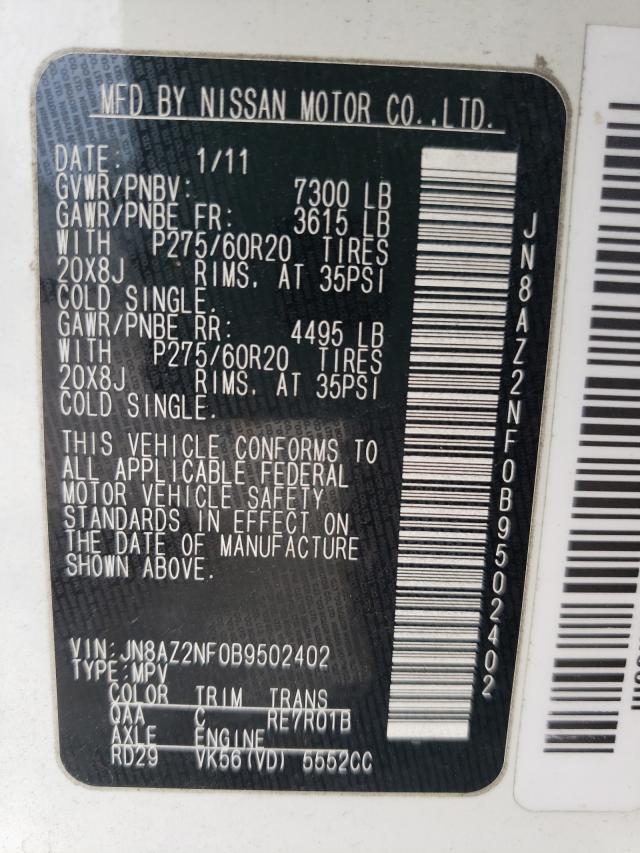 MFD BY NISSAN MOTOR CO.,LTD.
DATE: 1/11
GVWR/PNBV: 7300 LB
GAWR/PNBE FR: 3615 LB
WITH P275/60R20 TIRES
20X8J RIMS, AT 35PSI
COLD SINGLE.
GAWR/PNBE RR: 4495 LB
WITH P275/60R20 TIRES
20X8J RIMS, AT 35PSI
COLD SINGLE.
THIS VEHICLE CONFORMS TO
ALL APPLICABLE FEDERAL
MOTOR VEHICLE SAFETY
STANDARDS IN EFFECT ON
THE DATE OF MANUFACTURE
SHOWN ABOVE.
VIN:JN8AZ2NF0B9502402
TYPE:MPV
COLOR TRIM TRANS
QAA C RE7R01B
AXLE ENGINE
RD29 VK56(VD) 5552CC
JN8AZ2NF0B9502402